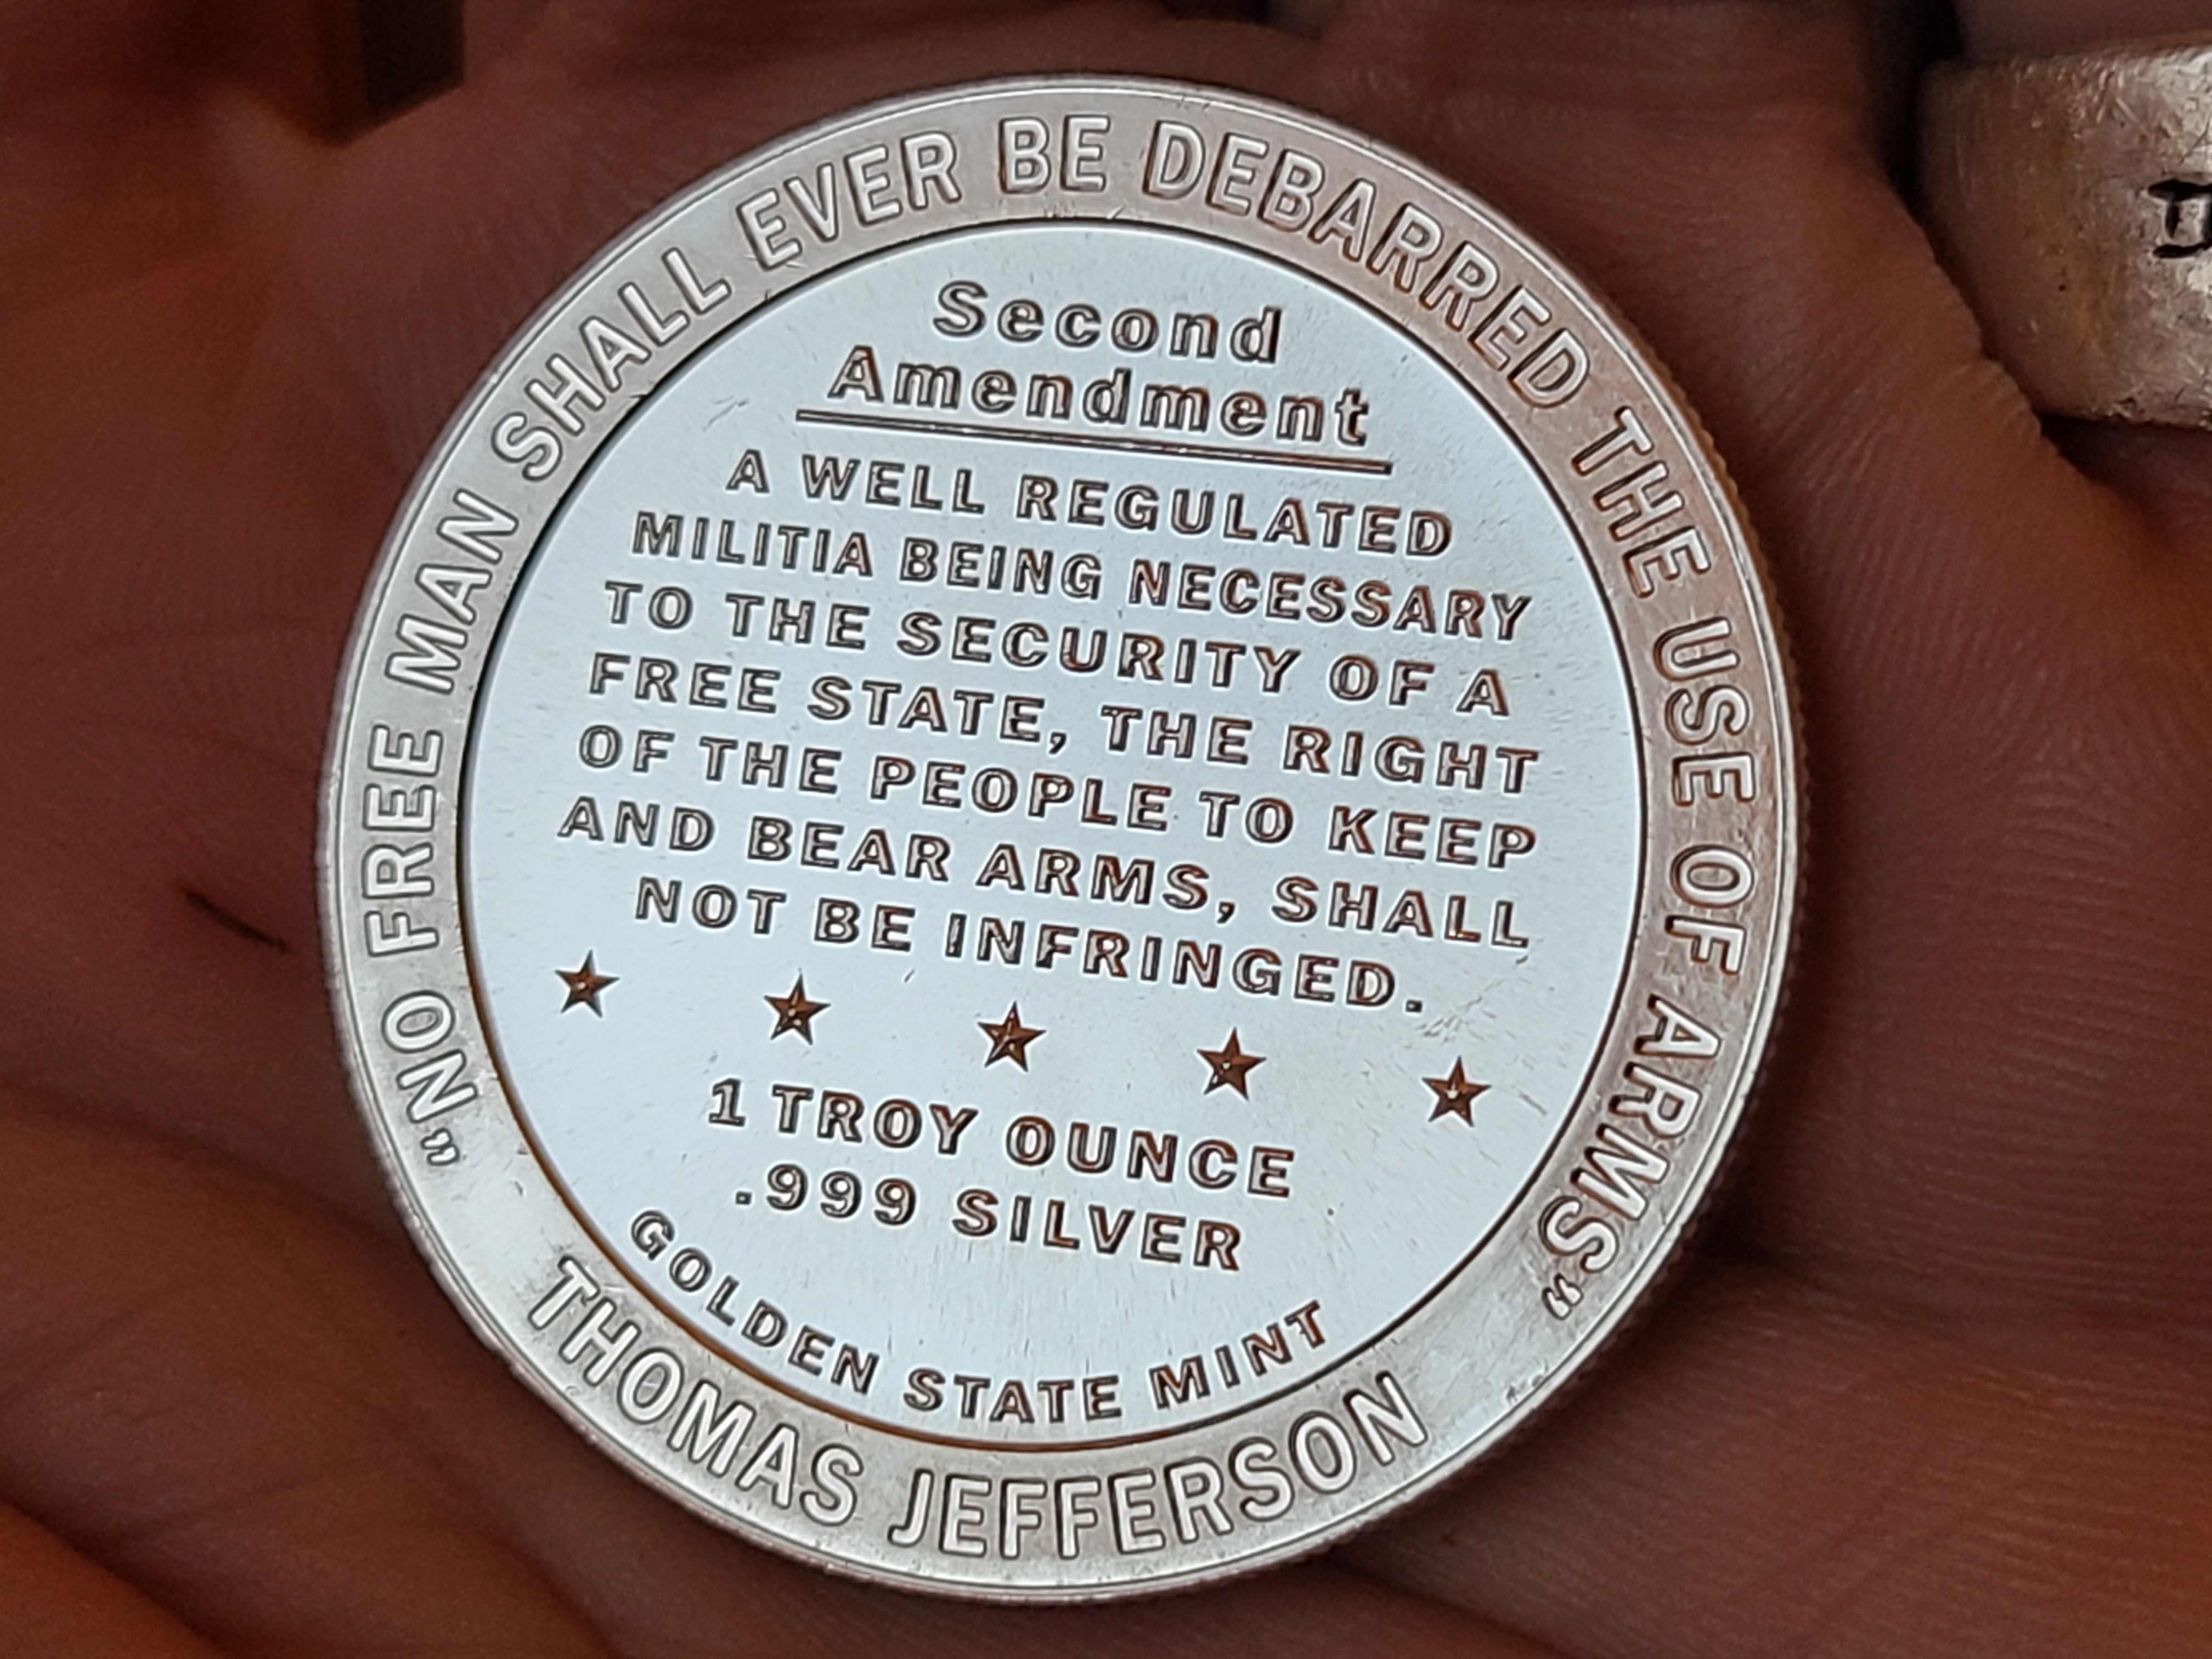 “NO FREE MAN SHALL EVER BE DEBARRED THE USE OF ARMS”
Second
Amendment
A WELL REGULATED
MILITIA BEING NECESSARY
TO THE SECURITY OF A
FREE STATE, THE RIGHT
OF THE PEOPLE TO KEEP
AND BEAR ARMS, SHALL
NOT BE INFRINGED.
1 TROY OUNCE
.999 SILVER
GOLDEN STATE MINT
THOMAS JEFFERSON